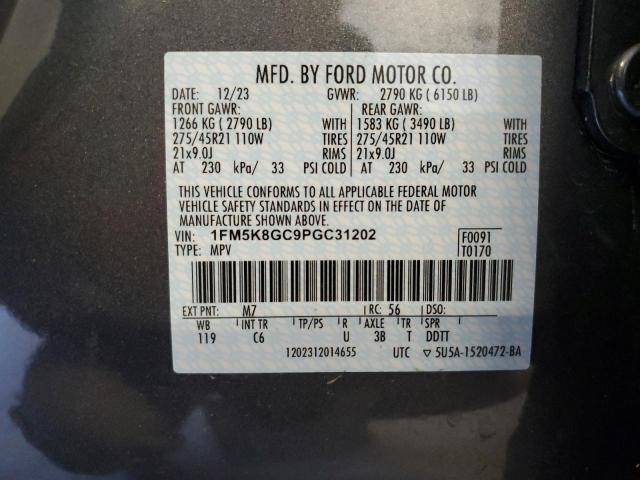 MFD. BY FORD MOTOR CO.
DATE: 12/23 GVWR: 2790 KG ( 6150 LB)
FRONT GAWR: REAR GAWR:
1266 KG ( 2790 LB) WITH 1583 KG ( 3490 LB) WITH
275/45R21 110W TIRES 275/45R21 110W TIRES
21x9.0J RIMS 21x9.0J RIMS
AT 230 kPa/ 33 PSI COLD AT 230 kPa/ 33 PSI COLD
THIS VEHICLE CONFORMS TO ALL APPLICABLE FEDERAL MOTOR
VEHICLE SAFETY STANDARDS IN EFFECT ON THE DATE OF
MANUFACTURE SHOWN ABOVE.
VIN: 1FM5K8GC9PGC31202 F0091
TYPE: MPV T0170
EXT PNT: M7 RC: 56 DSO:
WB INT TR TP/PS R AXLE TR SPR
119 C6 U 3B T DDTT
1202312014655 UTC ▽ 5U5A-1520472-BA